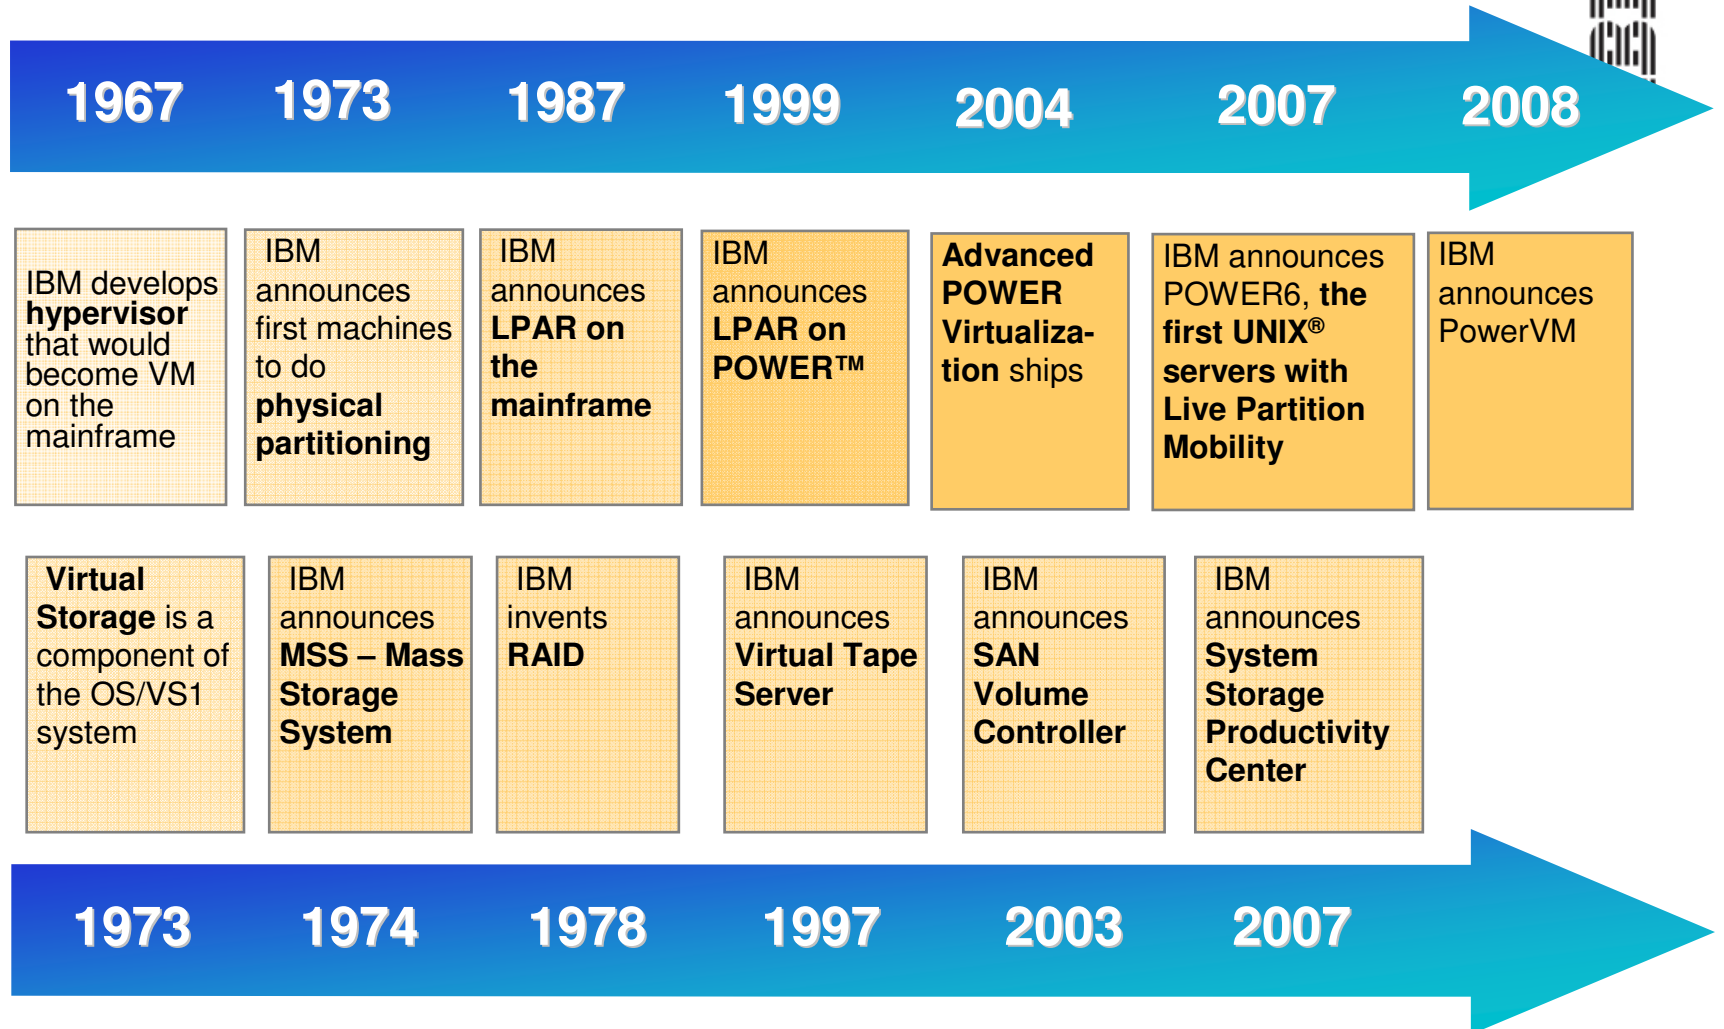 1967 1973 1987 1999 2004 2007 2008
IBM develops
hypervisor
that would
become VM
on the
mainframe
IBM
announces
first machines
to do
physical
partitioning
IBM
announces
LPAR on
the
mainframe
IBM
announces
LPAR on
POWER™
Advanced
POWER
Virtualiza-
tion ships
IBM announces
POWER6, the
first UNIX®
servers with
Live Partition
Mobility
IBM
announces
PowerVM
Virtual
Storage is a
component of
the OS/VS1
system
IBM
announces
MSS – Mass
Storage
System
IBM
invents
RAID
IBM
announces
Virtual Tape
Server
IBM
announces
SAN
Volume
Controller
IBM
announces
System
Storage
Productivity
Center
1973 1974 1978 1997 2003 2007